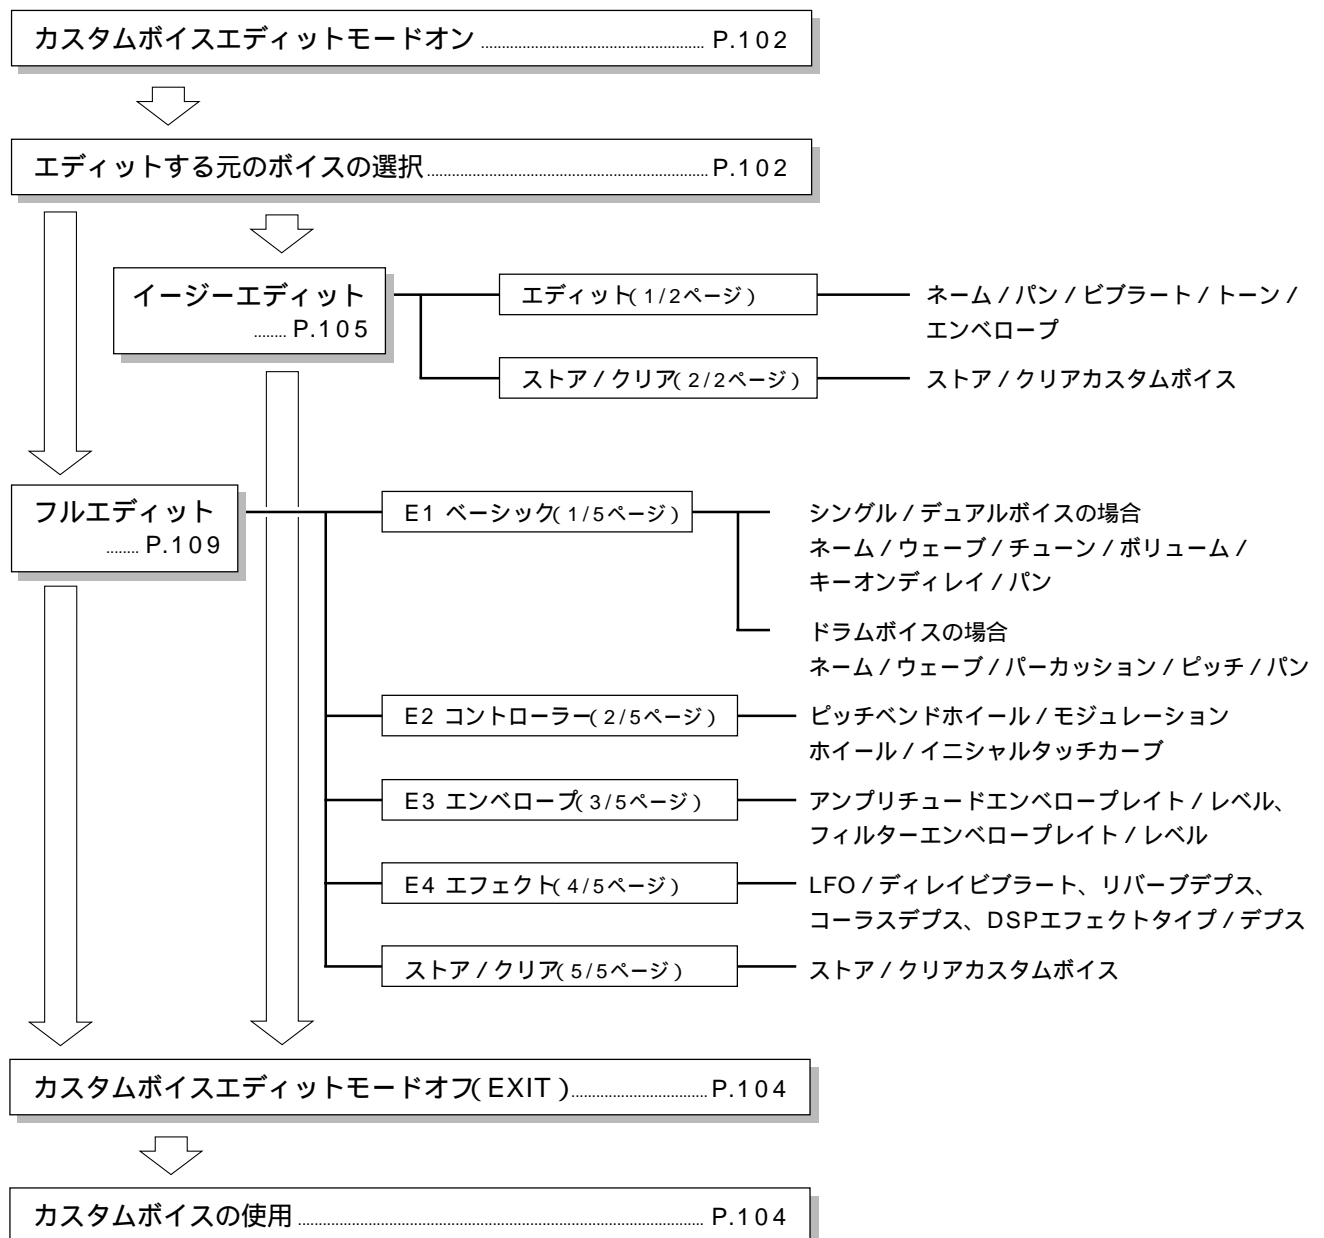 カスタムボイスエディットモードオン ........ P.102
エディットする元のボイスの選択 ........ P.102
イージーエディット
........ P.105
エディット(1/2ページ)
ネーム / パン / ビブラート / トーン /
エンベロープ
ストア / クリア(2/2ページ)
ストア / クリアカスタムボイス
フルエディット
........ P.109
E1 ベーシック(1/5ページ)
シングル / デュアルボイスの場合
ネーム / ウェーブ / チューン / ボリューム /
キーオンディレイ / パン
ドラムボイスの場合
ネーム / ウェーブ / パーカッション / ピッチ / パン
E2 コントローラー(2/5ページ)
ピッチベンドホイール / モジュレーション
ホイール / イニシャルタッチカーブ
E3 エンベロープ(3/5ページ)
アンプリチュードエンベロープレイト / レベル、
フィルターエンベロープレイト / レベル
E4 エフェクト(4/5ページ)
LFO / ディレイビブラート、リバーブデプス、
コーラスデプス、DSPエフェクトタイプ / デプス
ストア / クリア(5/5ページ)
ストア / クリアカスタムボイス
カスタムボイスエディットモードオフ(EXIT) ........ P.104
カスタムボイスの使用 ........ P.104